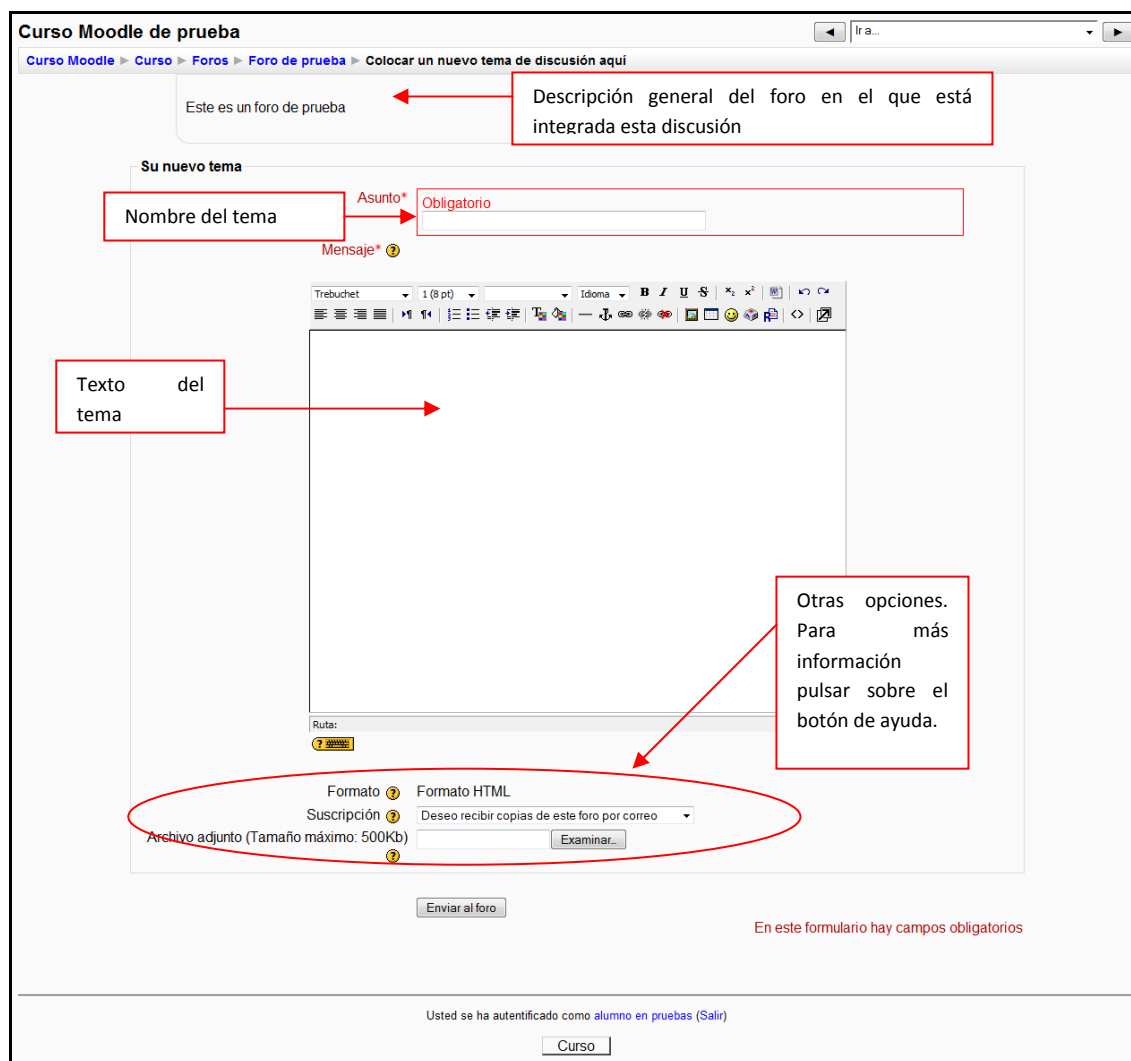 Curso Moodle de prueba
Ir a...
Curso Moodle ► Curso ► Foros ► Foro de prueba ► Colocar un nuevo tema de discusión aquí
Este es un foro de prueba
Descripción general del foro en el que está
integrada esta discusión
Su nuevo tema
Nombre del tema
Asunto*
Obligatorio
Mensaje*
Trebuchet 1 (8 pt) Idioma B I U S x₂ x²
Texto del
tema
Otras opciones.
Para más
información
pulsar sobre el
botón de ayuda.
Ruta:
Formato Formato HTML
Suscripción Deseo recibir copias de este foro por correo
Archivo adjunto (Tamaño máximo: 500Kb) Examinar...
Enviar al foro
En este formulario hay campos obligatorios
Usted se ha autentificado como alumno en pruebas (Salir)
Curso